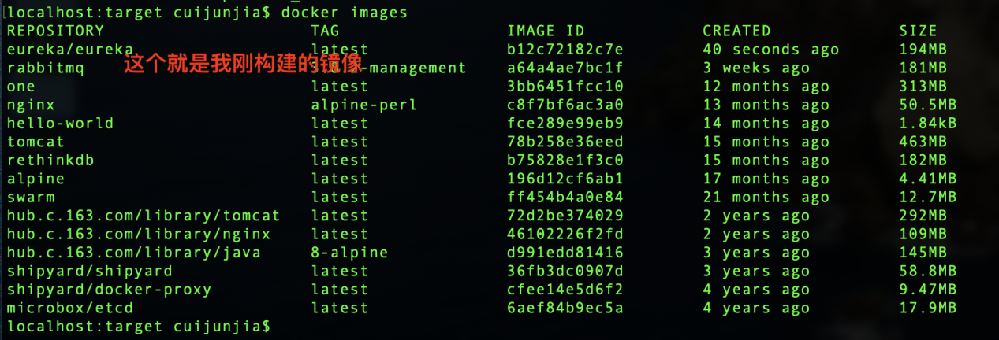 [localhost:target cuijunjia$ docker images
REPOSITORY TAG IMAGE ID CREATED SIZE
eureka/eureka latest b12c72182c7e 40 seconds ago 194MB
这个就是我刚构建的镜像
rabbitmq -management a64a4ae7bc1f 3 weeks ago 181MB
one latest 3bb6451fcc10 12 months ago 313MB
nginx alpine-perl c8f7bf6ac3a0 13 months ago 50.5MB
hello-world latest fce289e99eb9 14 months ago 1.84kB
tomcat latest 78b258e36eed 15 months ago 463MB
rethinkdb latest b75828e1f3c0 15 months ago 182MB
alpine latest 196d12cf6ab1 17 months ago 4.41MB
swarm latest ff454b4a0e84 21 months ago 12.7MB
hub.c.163.com/library/tomcat latest 72d2be374029 2 years ago 292MB
hub.c.163.com/library/nginx latest 46102226f2fd 2 years ago 109MB
hub.c.163.com/library/java 8-alpine d991edd81416 3 years ago 145MB
shipyard/shipyard latest 36fb3dc0907d 3 years ago 58.8MB
shipyard/docker-proxy latest cfee14e5d6f2 4 years ago 9.47MB
microbox/etcd latest 6aef84b9ec5a 4 years ago 17.9MB
localhost:target cuijunjia$